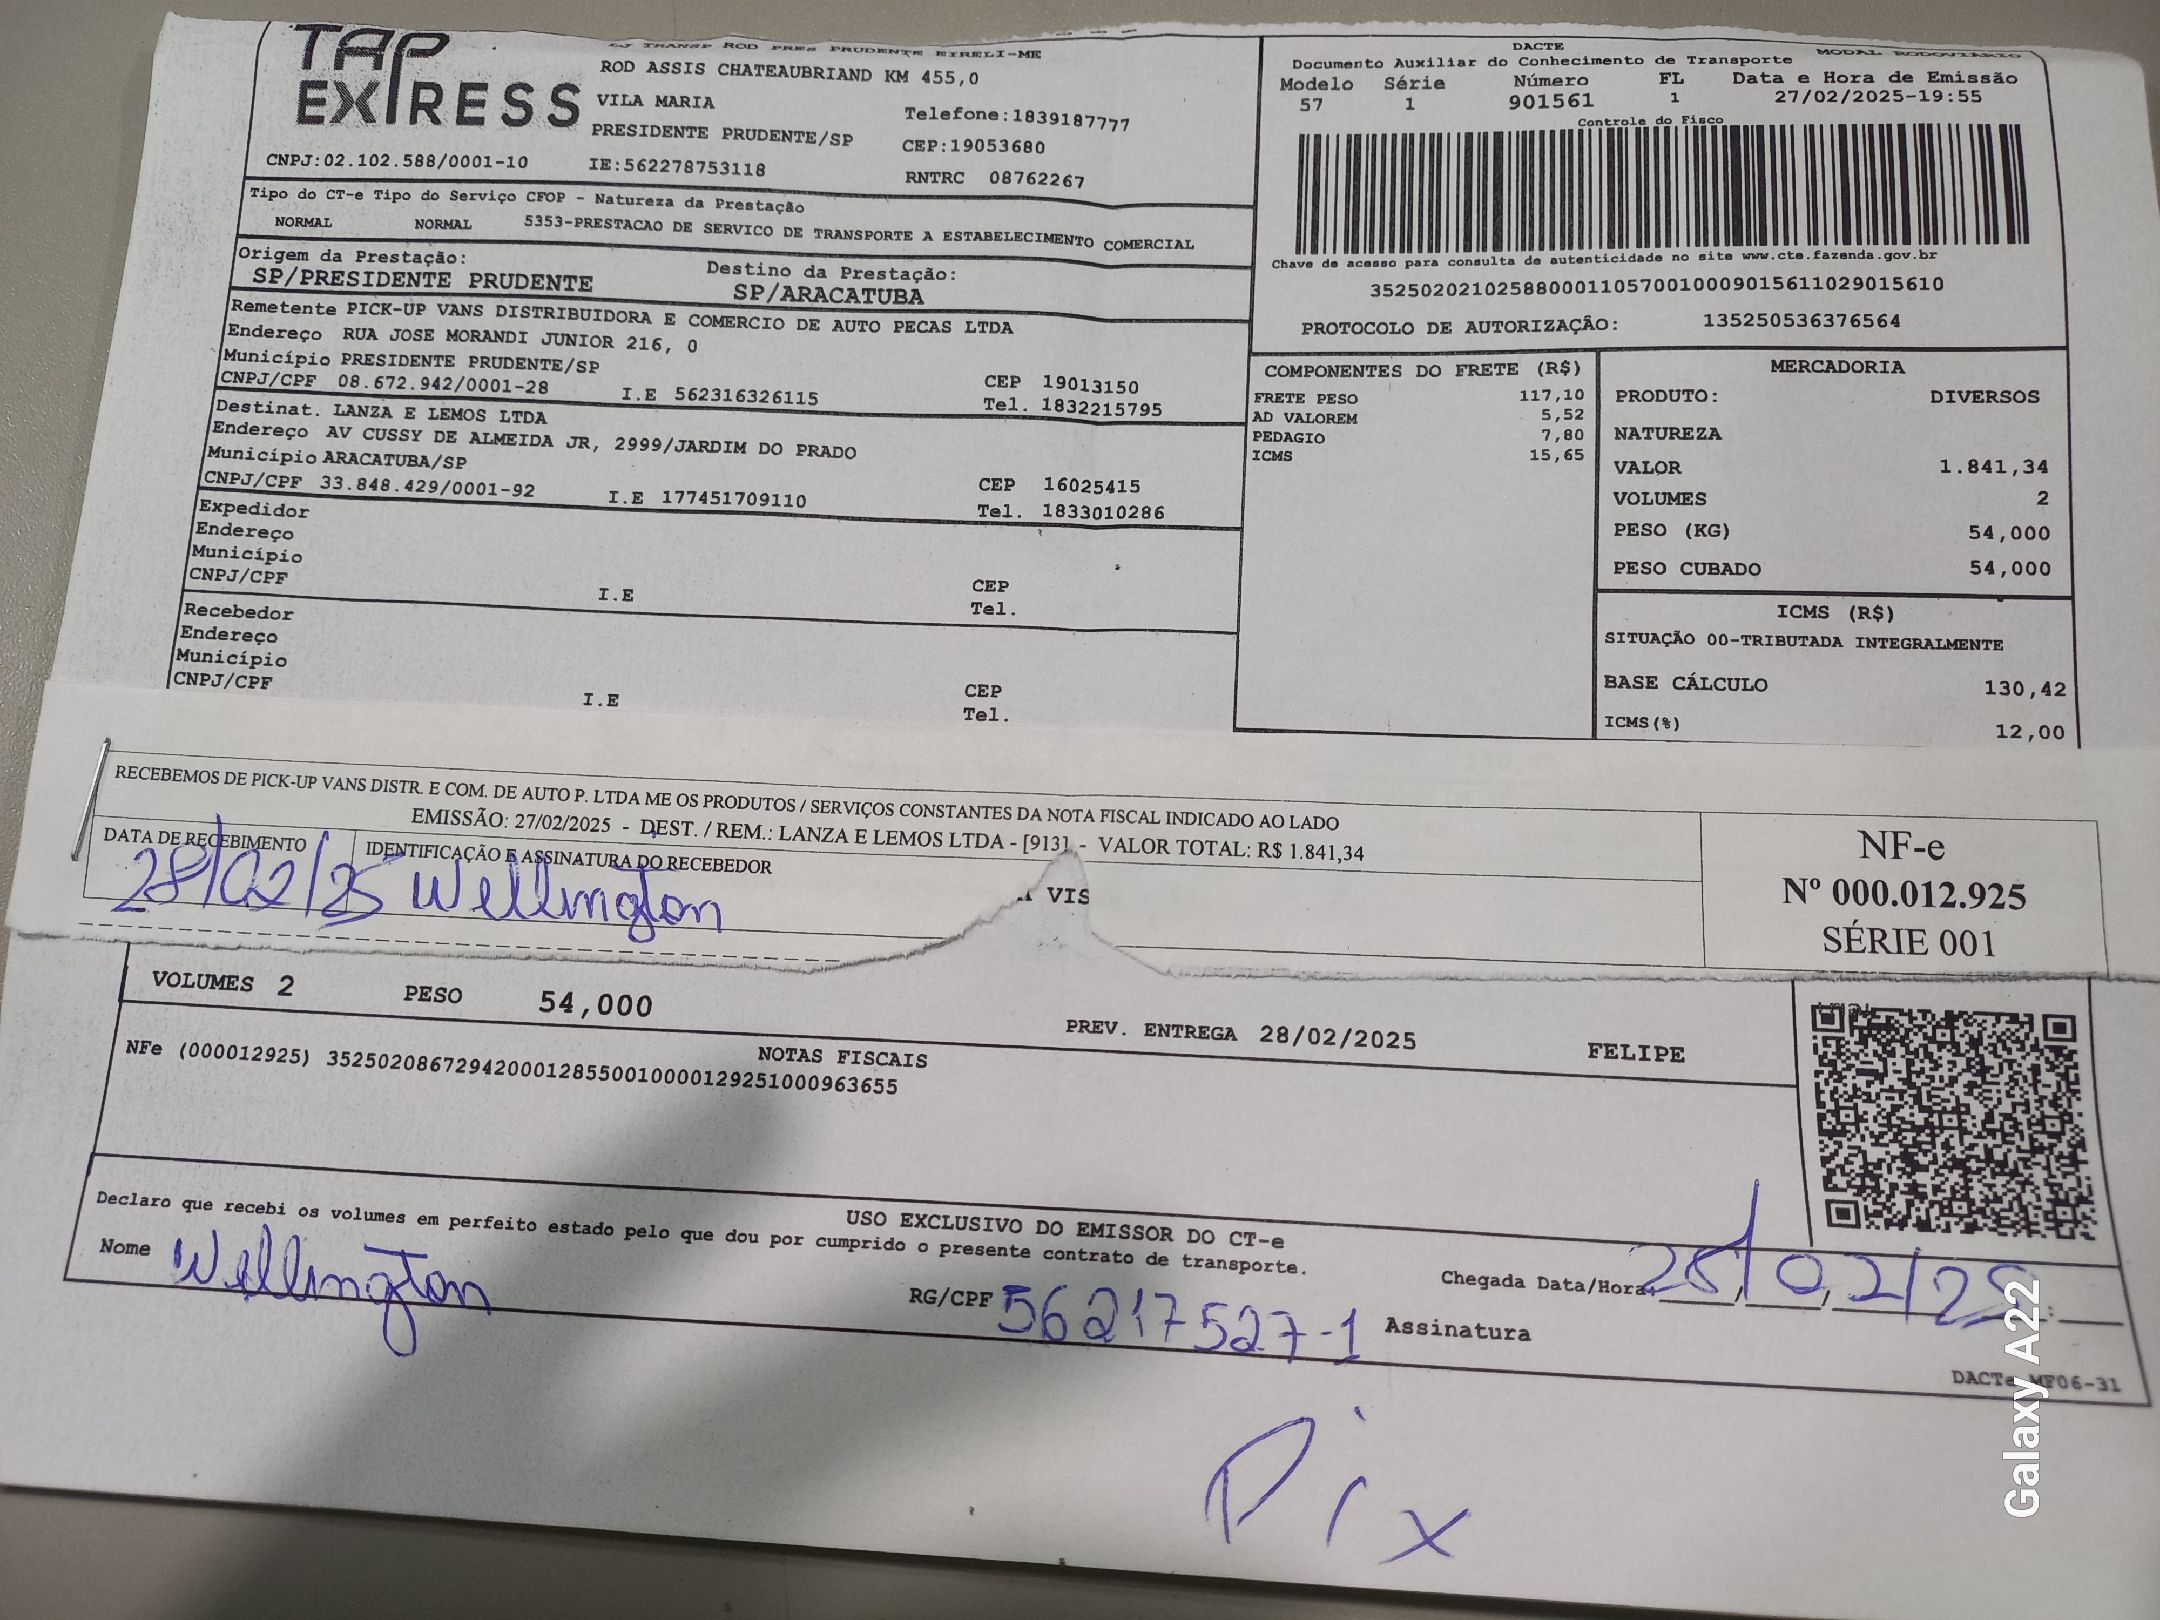 TAP EXPRESS
TRANSP ROD PRES PRUDENTE EIRELI-ME
ROD ASSIS CHATEAUBRIAND KM 455,0
VILA MARIA
Telefone:1839187777
PRESIDENTE PRUDENTE/SP
CEP:19053680
CNPJ:02.102.588/0001-10 IE:562278753118
RNTRC 08762267
DACTE
MODAL RODOVIÁRIO
Documento Auxiliar do Conhecimento de Transporte
Modelo Série Número FL Data e Hora de Emissão
57 1 901561 1 27/02/2025-19:55
Controle do Fisco
Chave de acesso para consulta de autenticidade no site www.cte.fazenda.gov.br
35250202102588000110570010009015611029015610
PROTOCOLO DE AUTORIZAÇÃO: 135250536376564
Tipo do CT-e Tipo do Serviço CFOP - Natureza da Prestação
NORMAL NORMAL 5353-PRESTACAO DE SERVICO DE TRANSPORTE A ESTABELECIMENTO COMERCIAL
Origem da Prestação: Destino da Prestação:
SP/PRESIDENTE PRUDENTE SP/ARACATUBA
Remetente PICK-UP VANS DISTRIBUIDORA E COMERCIO DE AUTO PECAS LTDA
Endereço RUA JOSE MORANDI JUNIOR 216, 0
Município PRESIDENTE PRUDENTE/SP CEP 19013150
CNPJ/CPF 08.672.942/0001-28 I.E 562316326115 Tel. 1832215795
Destinat. LANZA E LEMOS LTDA
Endereço AV CUSSY DE ALMEIDA JR, 2999/JARDIM DO PRADO
Município ARACATUBA/SP CEP 16025415
CNPJ/CPF 33.848.429/0001-92 I.E 177451709110 Tel. 1833010286
Expedidor
Endereço
Município CEP
CNPJ/CPF I.E Tel.
Recebedor
Endereço
Município CEP
CNPJ/CPF I.E Tel.
COMPONENTES DO FRETE (R$)
FRETE PESO 117,10
AD VALOREM 5,52
PEDAGIO 7,80
ICMS 15,65
MERCADORIA
PRODUTO: DIVERSOS
NATUREZA
VALOR 1.841,34
VOLUMES 2
PESO (KG) 54,000
PESO CUBADO 54,000
ICMS (R$)
SITUAÇÃO 00-TRIBUTADA INTEGRALMENTE
BASE CÁLCULO 130,42
ICMS(%) 12,00
RECEBEMOS DE PICK-UP VANS DISTR. E COM. DE AUTO P. LTDA ME OS PRODUTOS / SERVIÇOS CONSTANTES DA NOTA FISCAL INDICADO AO LADO
EMISSÃO: 27/02/2025 - DEST. / REM.: LANZA E LEMOS LTDA - [913] - VALOR TOTAL: R$ 1.841,34
DATA DE RECEBIMENTO IDENTIFICAÇÃO E ASSINATURA DO RECEBEDOR
28/02/25 Wellington
VIS
NF-e
Nº 000.012.925
SÉRIE 001
VOLUMES 2 PESO 54,000 PREV. ENTREGA 28/02/2025 FELIPE
NOTAS FISCAIS
NFe (000012925) 35250208672942000128550010000129251000963655
USO EXCLUSIVO DO EMISSOR DO CT-e
Declaro que recebi os volumes em perfeito estado pelo que dou por cumprido o presente contrato de transporte.
Nome Wellington RG/CPF 56217527-1 Assinatura
Chegada Data/Hora: 28/02/25 :
DACTe MF06-31
Pix
Galaxy A22